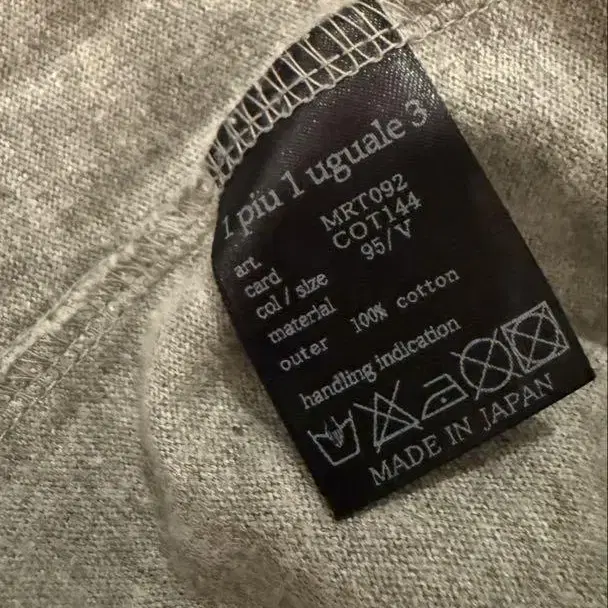 1 piu 1 uguale 3
art. MRT092
card COT144
col / size 95/V
material
outer 100% cotton
handling indication
MADE IN JAPAN